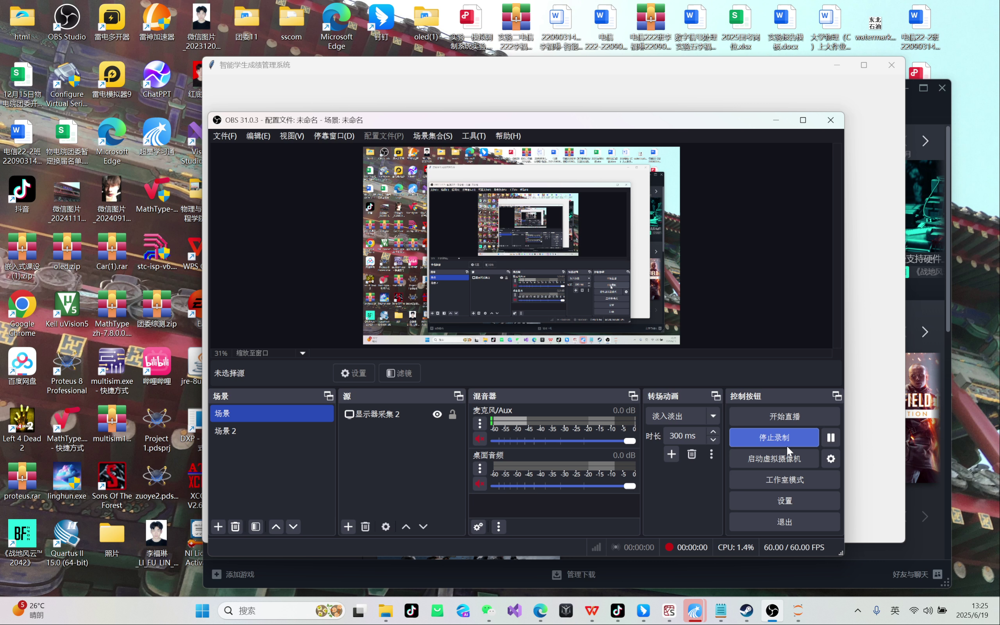 html
OBS Studio
雷电多开器
雷神加速器
微信图片
_2023120...
团委11
sscom
Microsoft
Edge
钉钉
oled(1)
实验一模拟调
制系统实验...
实验二电信
222李福...
22090314...
李福琳-智能...
电信
222-22090...
电信222班李
福琳22090...
数字信号处理
实验五李福...
2025国考岗
位.xlsx
实验报告模
板.docx
大学物理（C
）上大作业...
东北
石油
watermark...
电信22-2班
22090314...
12月15日物
电院团委开...
Configure
Virtual Seri...
雷电模拟器9
ChatPPT
红底
电信22-2班
22090314...
物电院团委暂
定换届名单....
Microsoft
Edge
超星学习通
Vis
Studio
抖音
微信图片
_2024111...
微信图片
_2024091...
MathType-...
物理与
程学院
嵌入式课设
(1).zip
oled.zip
Car(1).rar
stc-isp-v6....
WPS
Google
Chrome
Keil uVision5
MathType
zh-7.8.0.0....
团委综测.zip
百度网盘
Proteus 8
Professional
multisim.exe
- 快捷方式
哔哩哔哩
jre-8u
Left 4 Dead
2
MathType....
- 快捷方式
multisim1...
Project
1.pdsprj
DXP -
proteus.rar
linghun.exe
Sons Of The
Forest
zuoye2.pds...
XC
V2.6
《战地风云™
2042》
Quartus II
15.0 (64-bit)
照片
李福琳
_LI_FU_LIN_...
NI Lic
Activ
智能学生成绩管理系统
OBS 31.0.3 - 配置文件: 未命名 - 场景: 未命名
文件(F) 编辑(E) 视图(V) 停靠窗口(D) 配置文件(P) 场景集合(S) 工具(T) 帮助(H)
31% 缩放至窗口
未选择源 设置 滤镜
场景
场景
场景 2
源
显示器采集 2
混音器
麦克风/Aux 0.0 dB
-60 -55 -50 -45 -40 -35 -30 -25 -20 -15 -10 -5 0
桌面音频 0.0 dB
-60 -55 -50 -45 -40 -35 -30 -25 -20 -15 -10 -5 0
转场动画
淡入淡出
时长 300 ms
控制按钮
开始直播
停止录制
启动虚拟摄像机
工作室模式
设置
退出
00:00:00 00:00:00 CPU: 1.4% 60.00 / 60.00 FPS
月
支持硬件
《战地风
IELD
TION
添加游戏
管理下载
好友与聊天
5
26°C
晴朗
搜索
英
13:25
2025/6/19